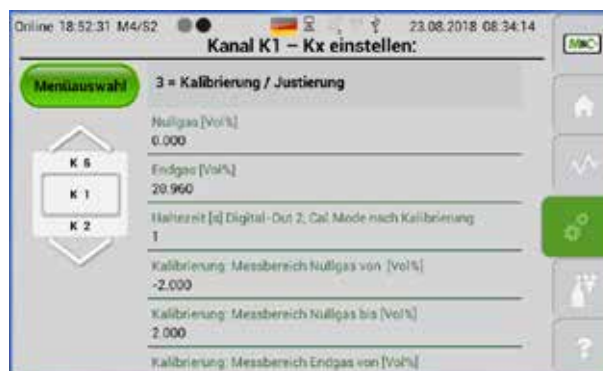 Online 18:52:31 M4/S2 23.08.2018 08:34:14
Kanal K1 – Kx einstellen:
M&C
Menüauswahl
3 = Kalibrierung / Justierung
Nullgas [Vol%]
0.000
K 6
Endgas [Vol%]
20.960
K 1
Haltezeit [s] Digital-Out 2, Cal. Mode nach Kalibrierung
K 2
1
Kalibrierung: Messbereich Nullgas von [Vol%]
-2.000
Kalibrierung: Messbereich Nullgas bis [Vol%]
2.000
Kalibrierung: Messbereich Endgas von [Vol%]
?